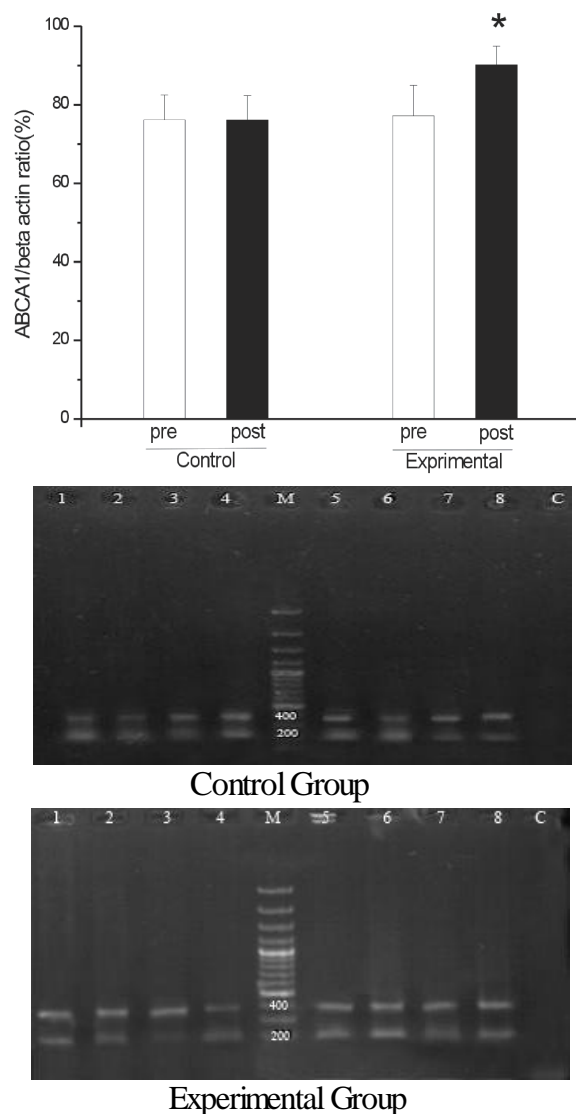 ABCA1/beta actin ratio(%)
100
80
60
40
20
0
*
pre post pre post
Control Exprimental
1 2 3 4 M 5 6 7 8 C
400
200
Control Group
1 2 3 4 M 5 6 7 8 C
400
200
Experimental Group